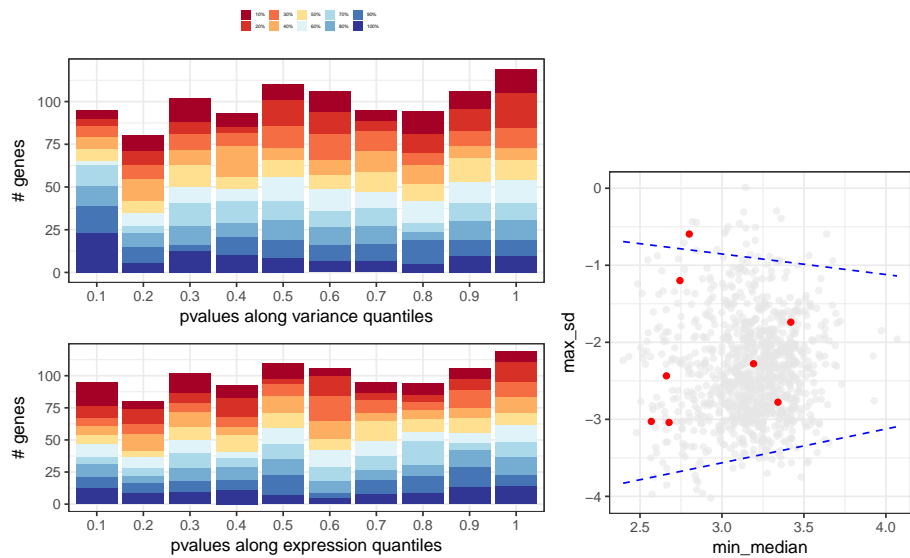 10% 30% 50% 70% 90%
20% 40% 60% 80% 100%
# genes
100
75
50
25
0
0.1 0.2 0.3 0.4 0.5 0.6 0.7 0.8 0.9 1
pvalues along variance quantiles
# genes
100
75
50
25
0
0.1 0.2 0.3 0.4 0.5 0.6 0.7 0.8 0.9 1
pvalues along expression quantiles
max_sd
0
−1
−2
−3
−4
2.5 3.0 3.5 4.0
min_median